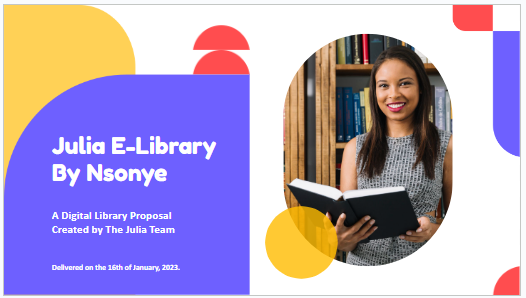 Julia E-Library
By Nsonye
A Digital Library Proposal
Created by The Julia Team
Delivered on the 16th of January, 2023.